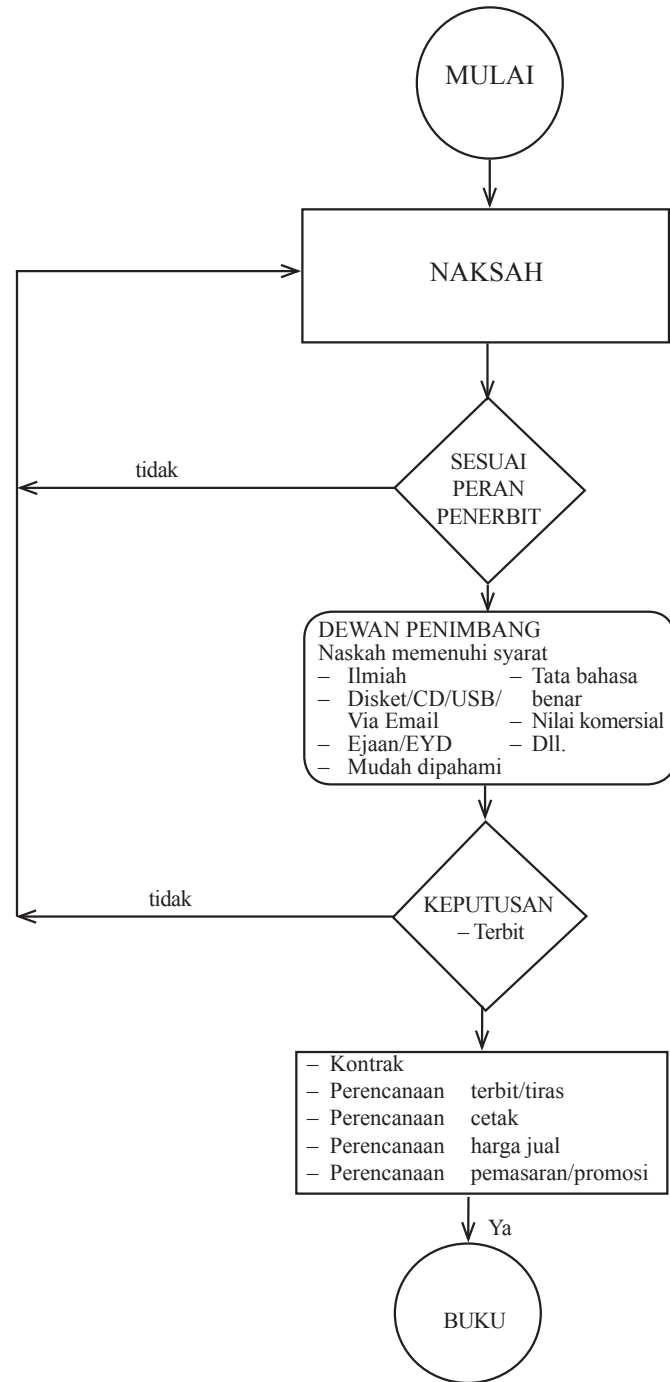 MULAI
NAKSAH
SESUAI
PERAN
PENERBIT
tidak
DEWAN PENIMBANG
Naskah memenuhi syarat
– Ilmiah
– Disket/CD/USB/
Via Email
– Ejaan/EYD
– Mudah dipahami
– Tata bahasa
benar
– Nilai komersial
– Dll.
KEPUTUSAN
– Terbit
tidak
– Kontrak
– Perencanaan terbit/tiras
– Perencanaan cetak
– Perencanaan harga jual
– Perencanaan pemasaran/promosi
Ya
BUKU